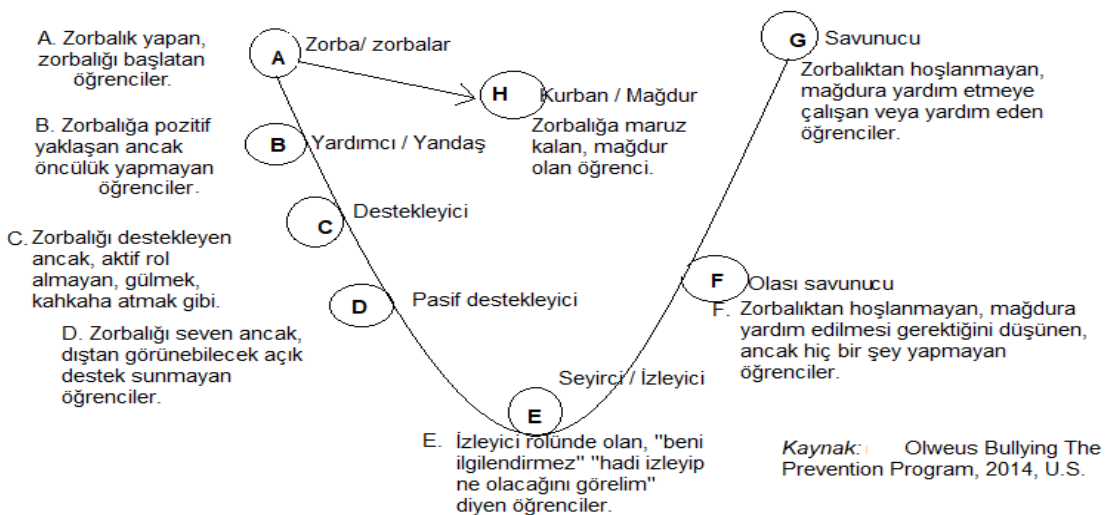 A. Zorbalık yapan,
zorbalığı başlatan
öğrenciler.
A
Zorba/ zorbalar
H
Kurban / Mağdur
Zorbalığa maruz
kalan, mağdur
olan öğrenci.
G
Savunucu
Zorbalıktan hoşlanmayan,
mağdura yardım etmeye
çalışan veya yardım eden
öğrenciler.
B. Zorbalığa pozitif
yaklaşan ancak
öncülük yapmayan
öğrenciler.
B
Yardımcı / Yandaş
C
Destekleyici
C. Zorbalığı destekleyen
ancak, aktif rol
almayan, gülmek,
kahkaha atmak gibi.
D
Pasif destekleyici
D. Zorbalığı seven ancak,
dıştan görünebilecek açık
destek sunmayan
öğrenciler.
F
Olası savunucu
F. Zorbalıktan hoşlanmayan, mağdura
yardım edilmesi gerektiğini düşünen,
ancak hiç bir şey yapmayan
öğrenciler.
Seyirci / İzleyici
E
E. İzleyici rolünde olan, "beni
ilgilendirmez" "hadi izleyip
ne olacağını görelim"
diyen öğrenciler.
Kaynak: Olweus Bullying The
Prevention Program, 2014, U.S.